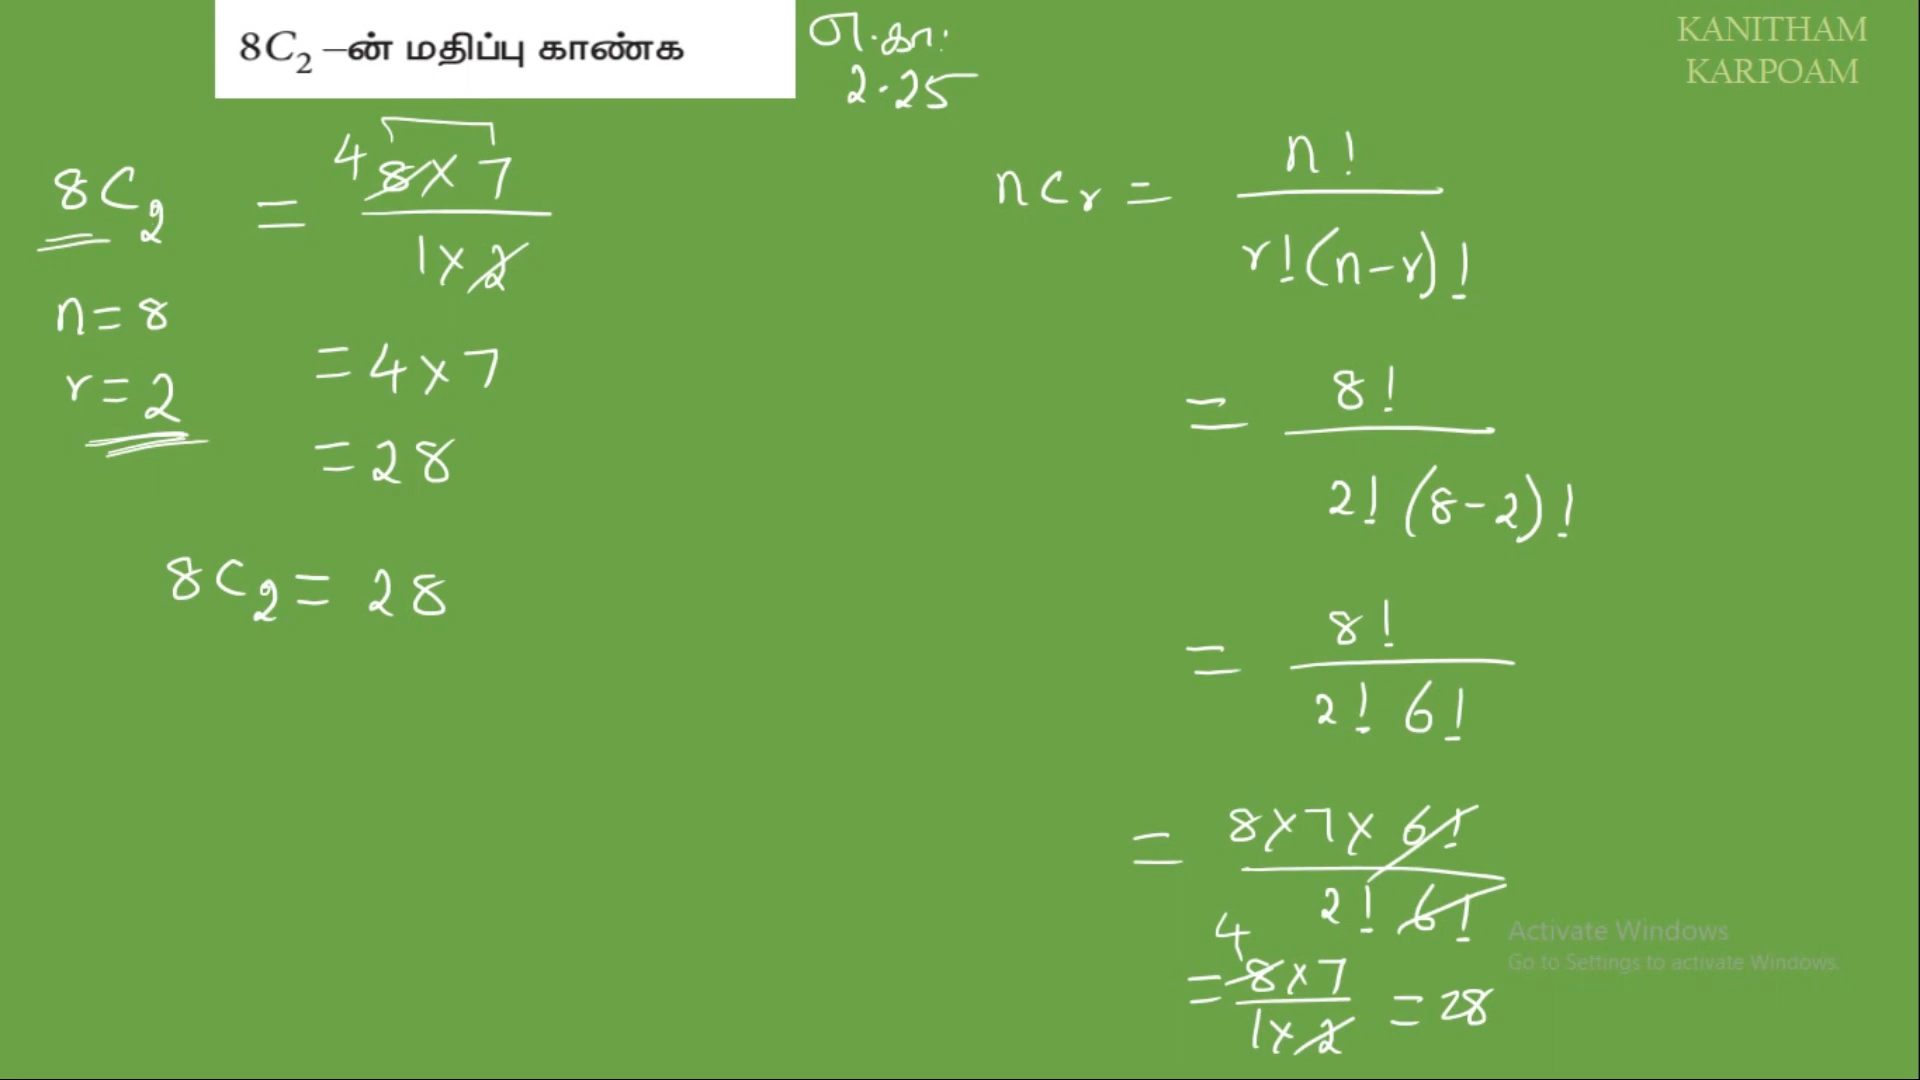 8C₂ –ன் மதிப்பு காண்க
எ.கா.
2.25
KANITHAM
KARPOAM
8C₂ = 4 8×7 / 1×2
n=8
r=2
=4×7
=28
8C₂= 28
nCᵣ = n! / r!(n-r)!
= 8! / 2!(8-2)!
= 8! / 2! 6!
= 8×7×6! / 2! 6!
= 4 8×7 / 1×2 = 28
Activate Windows
Go to Settings to activate Windows.